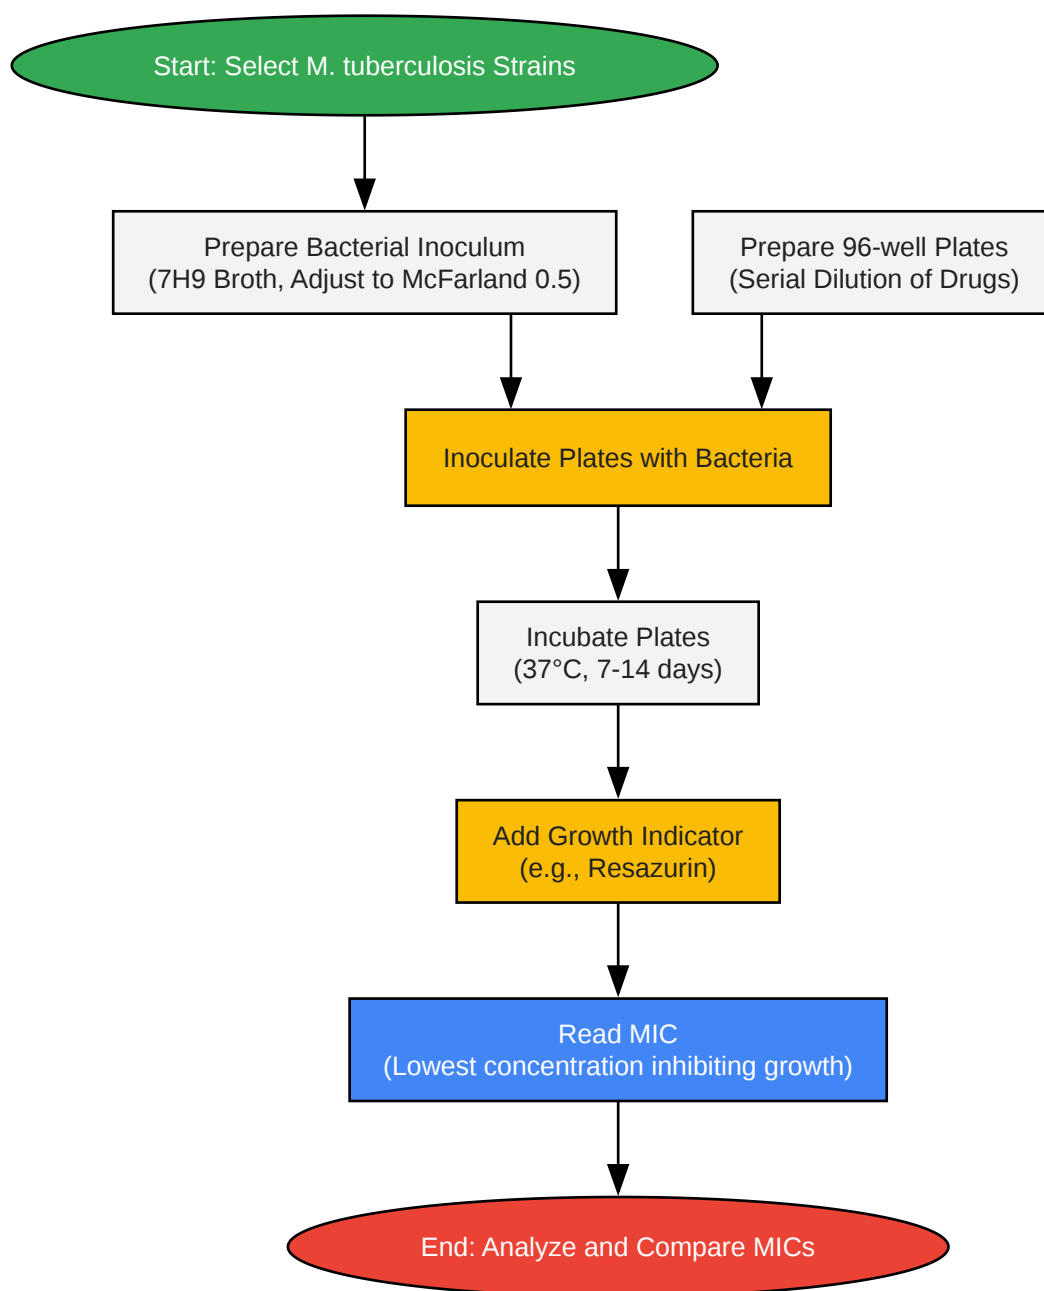 Start: Select M. tuberculosis Strains
Prepare Bacterial Inoculum
(7H9 Broth, Adjust to McFarland 0.5)
Prepare 96-well Plates
(Serial Dilution of Drugs)
Inoculate Plates with Bacteria
Incubate Plates
(37°C, 7-14 days)
Add Growth Indicator
(e.g., Resazurin)
Read MIC
(Lowest concentration inhibiting growth)
End: Analyze and Compare MICs